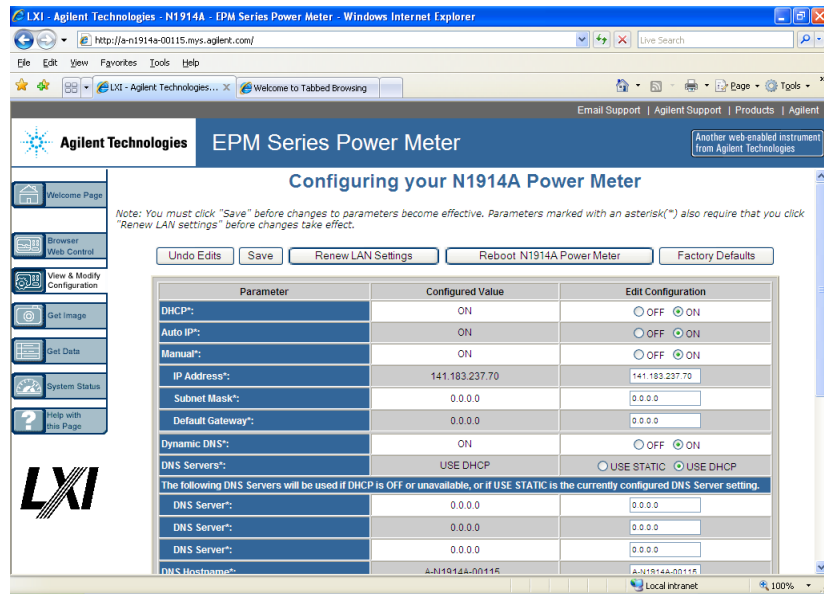 LXI - Agilent Technologies - N1914A - EPM Series Power Meter - Windows Internet Explorer
http://a-n1914a-00115.mys.agilent.com/
Live Search
File Edit View Favorites Tools Help
LXI - Agilent Technologies... Welcome to Tabbed Browsing
Page Tools
Email Support | Agilent Support | Products | Agilent
Agilent Technologies EPM Series Power Meter
Another web-enabled instrument
from Agilent Technologies
Configuring your N1914A Power Meter
Note: You must click "Save" before changes to parameters become effective. Parameters marked with an asterisk(*) also require that you click
"Renew LAN settings" before changes take effect.
Undo Edits Save Renew LAN Settings Reboot N1914A Power Meter Factory Defaults
Welcome Page
Browser
Web Control
View & Modify
Configuration
Get Image
Get Data
System Status
Help with
this Page
LXI
Parameter Configured Value Edit Configuration
DHCP*: ON OFF ON
Auto IP*: ON OFF ON
Manual*: ON OFF ON
IP Address*: 141.183.237.70 141.183.237.70
Subnet Mask*: 0.0.0.0 0.0.0.0
Default Gateway*: 0.0.0.0 0.0.0.0
Dynamic DNS*: ON OFF ON
DNS Servers*: USE DHCP USE STATIC USE DHCP
The following DNS Servers will be used if DHCP is OFF or unavailable, or if USE STATIC is the currently configured DNS Server setting.
DNS Server*: 0.0.0.0 0.0.0.0
DNS Server*: 0.0.0.0 0.0.0.0
DNS Server*: 0.0.0.0 0.0.0.0
DNS Hostname*: A-N1914A-00115 A-N1914A-00115
Local intranet 100%